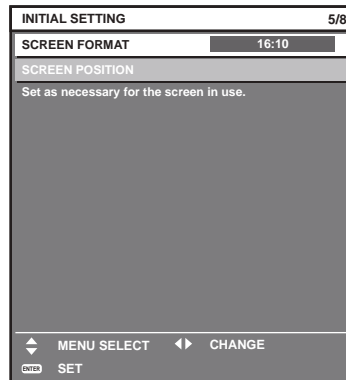 INITIAL SETTING 5/8
SCREEN FORMAT 16:10
SCREEN POSITION
Set as necessary for the screen in use.
MENU SELECT CHANGE
ENTER SET